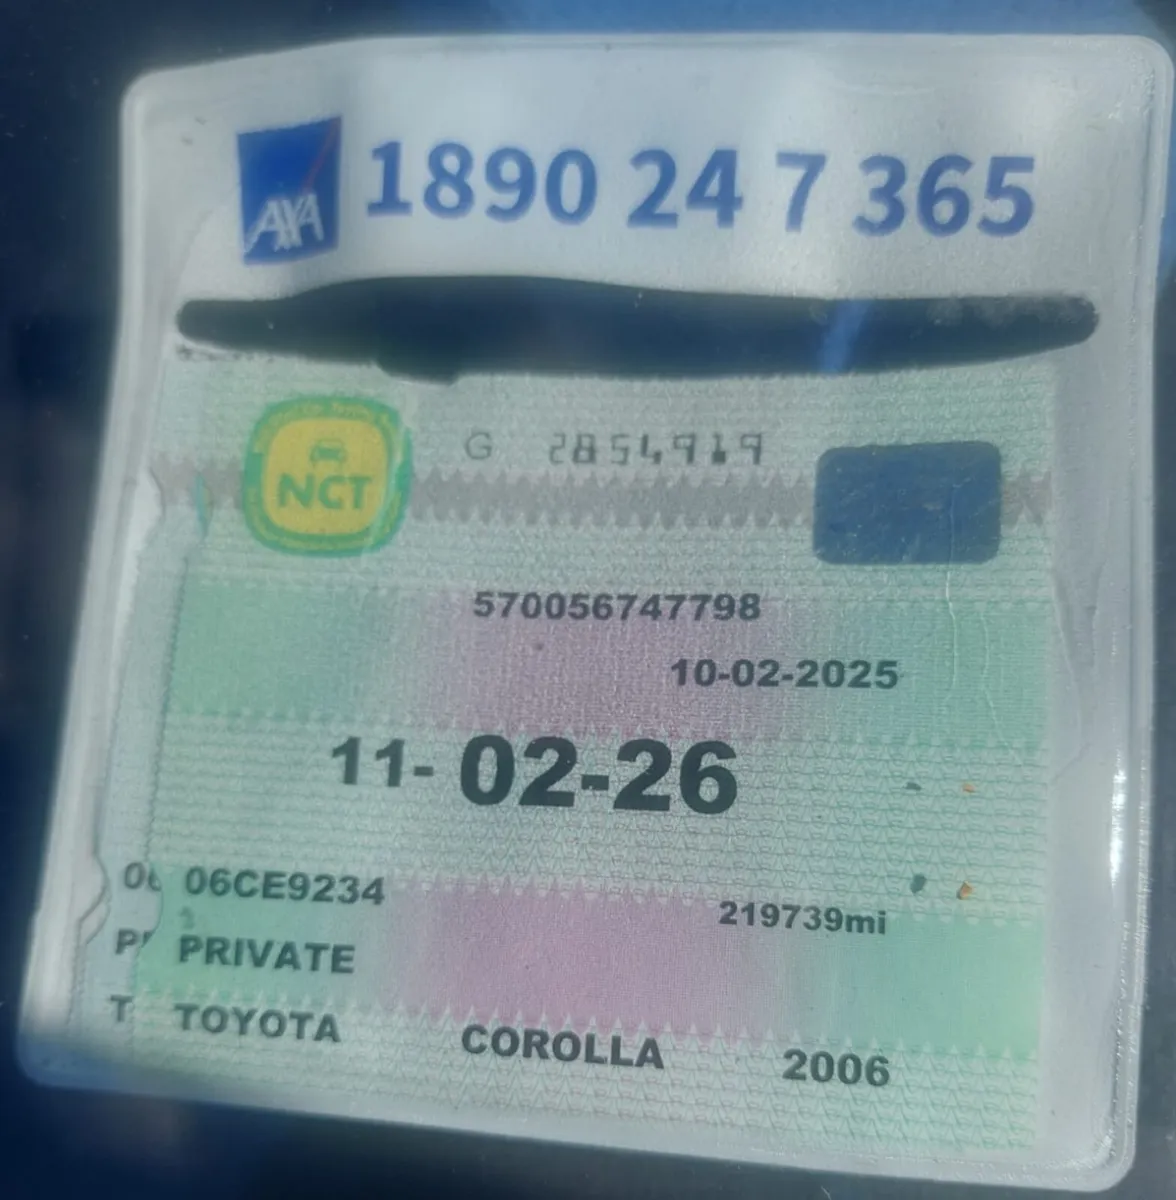 AXA 1890 24 7 365
NCT
G 2854919
570056747798
10-02-2025
11-02-26
06CE9234 219739mi
PRIVATE
TOYOTA COROLLA 2006